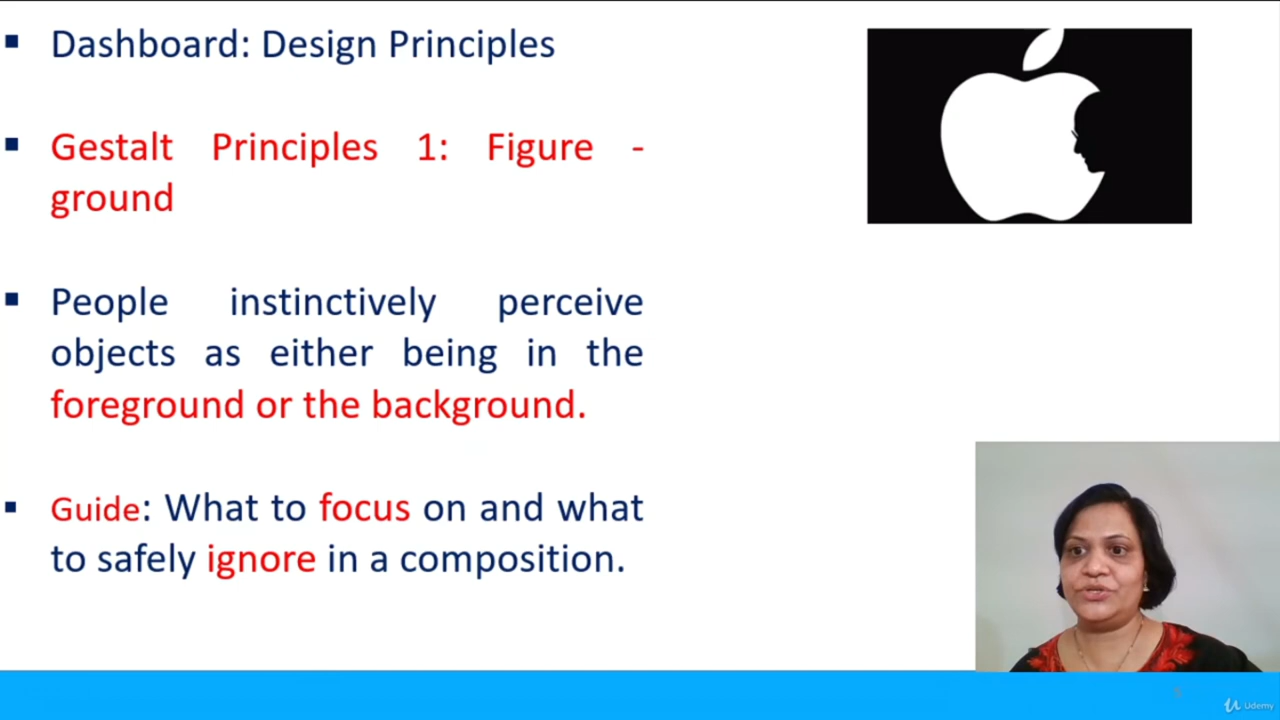 Dashboard: Design Principles
Gestalt Principles 1: Figure -
ground
People instinctively perceive
objects as either being in the
foreground or the background.
Guide: What to focus on and what
to safely ignore in a composition.
Udemy